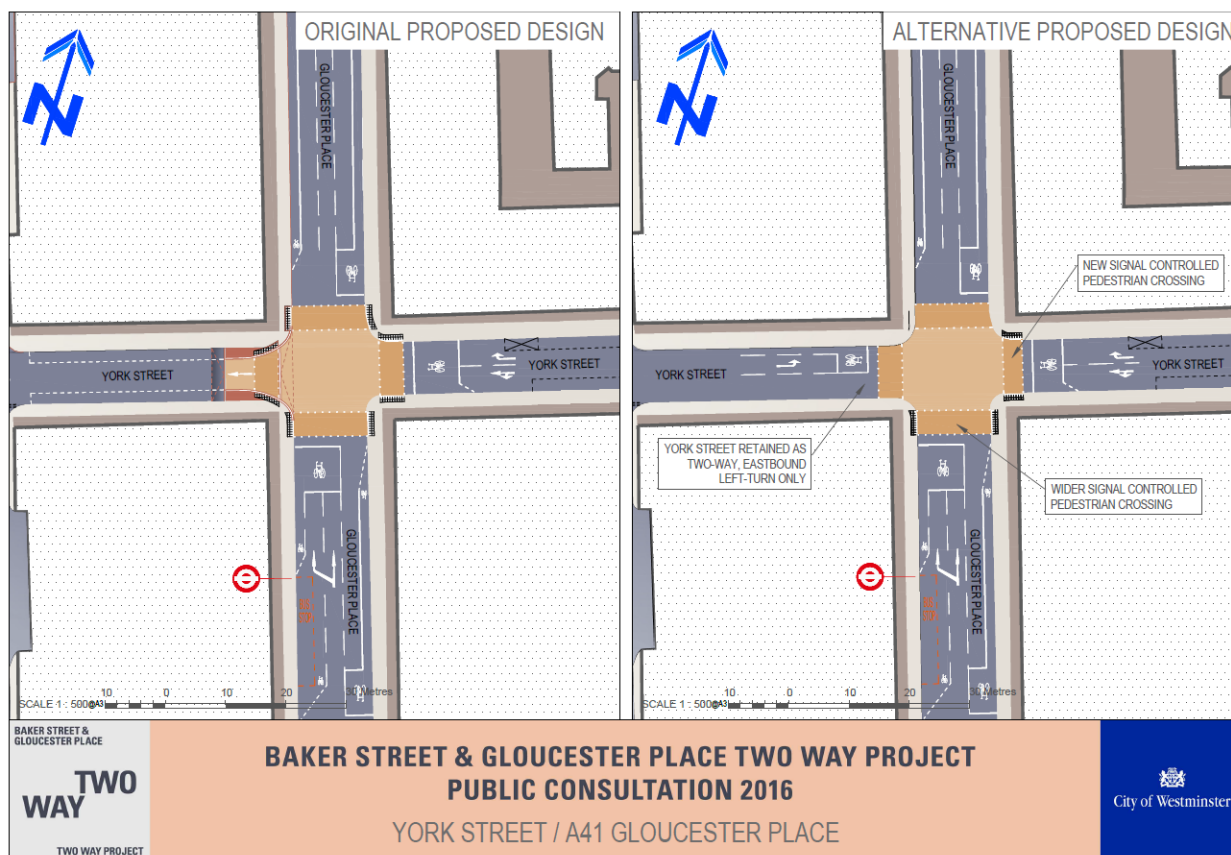 ORIGINAL PROPOSED DESIGN
N
GLOUCESTER PLACE
YORK STREET
YORK STREET
GLOUCESTER PLACE
10 0 10 20 30 Metres
SCALE 1 : 500@A3
ALTERNATIVE PROPOSED DESIGN
N
GLOUCESTER PLACE
NEW SIGNAL CONTROLLED
PEDESTRIAN CROSSING
YORK STREET
YORK STREET
YORK STREET RETAINED AS
TWO-WAY, EASTBOUND
LEFT-TURN ONLY
WIDER SIGNAL CONTROLLED
PEDESTRIAN CROSSING
GLOUCESTER PLACE
10 0 10 20 30 Metres
SCALE 1 : 500@A3
BAKER STREET &
GLOUCESTER PLACE
TWO
WAY
TWO WAY PROJECT
BAKER STREET & GLOUCESTER PLACE TWO WAY PROJECT
PUBLIC CONSULTATION 2016
YORK STREET / A41 GLOUCESTER PLACE
City of Westminster